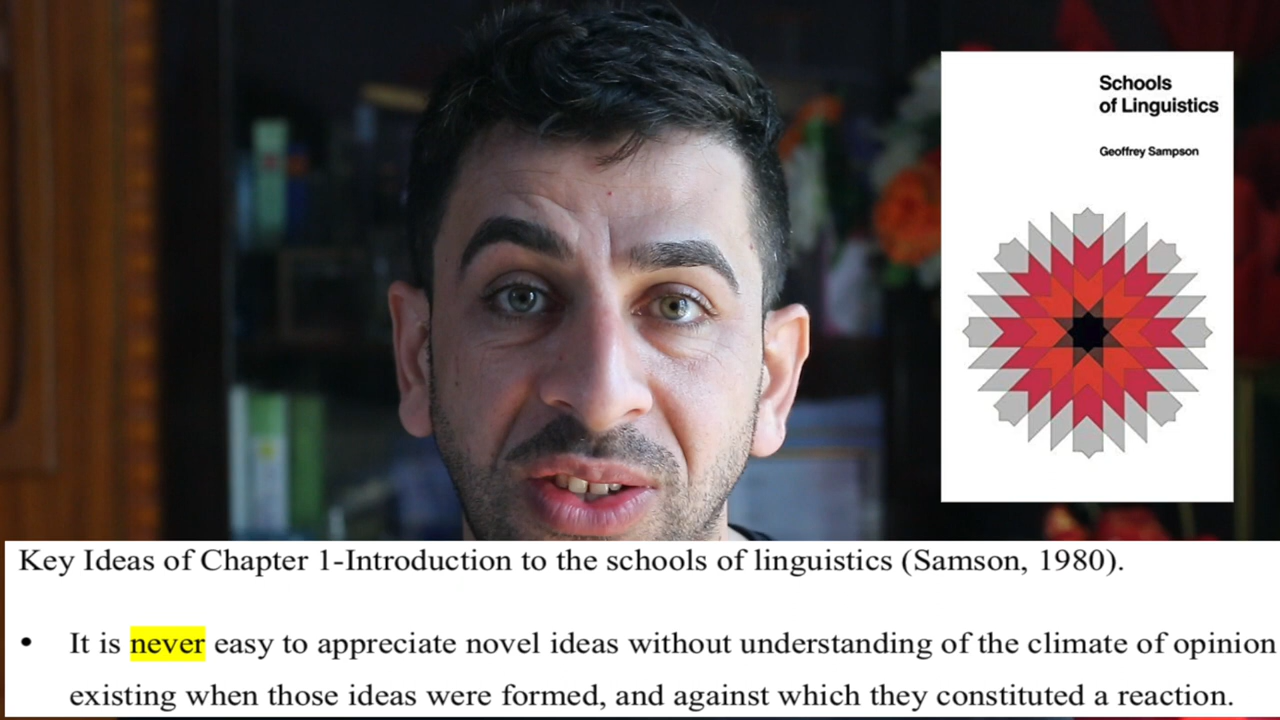 Schools
of Linguistics
Geoffrey Sampson
Key Ideas of Chapter 1-Introduction to the schools of linguistics (Samson, 1980).
• It is never easy to appreciate novel ideas without understanding of the climate of opinion
existing when those ideas were formed, and against which they constituted a reaction.